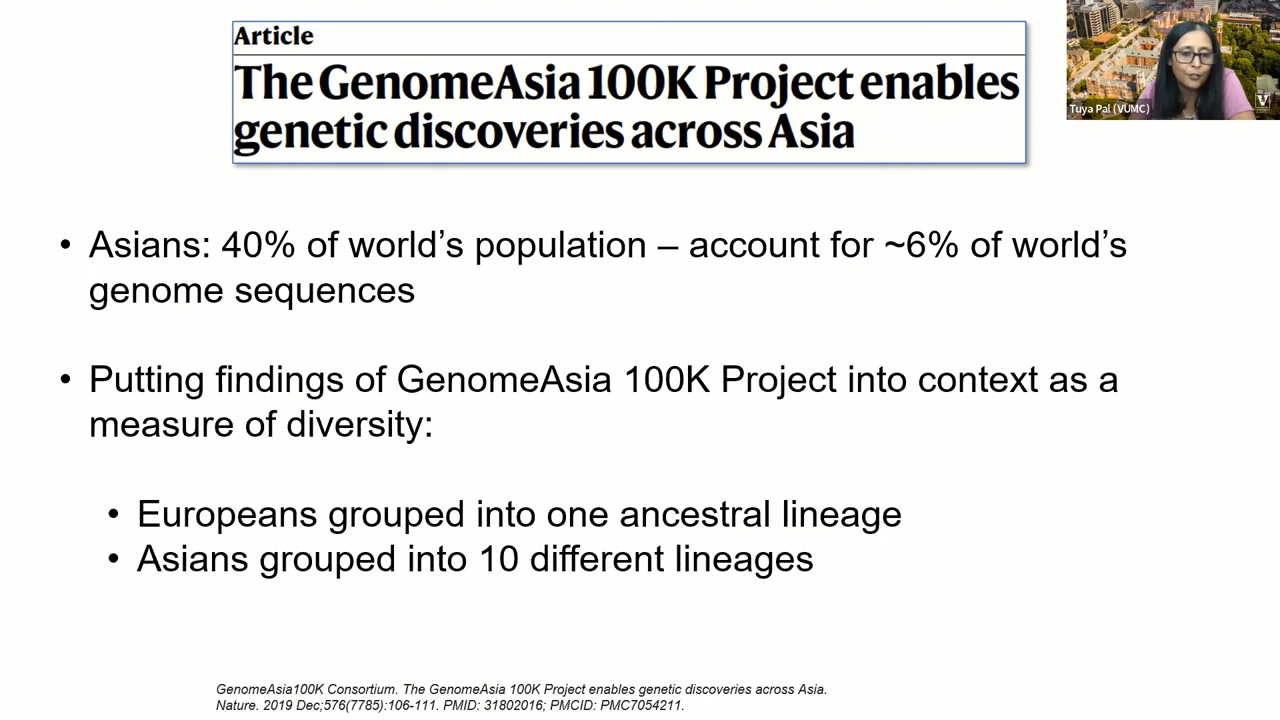 Article
The GenomeAsia 100K Project enables
genetic discoveries across Asia
Tuya Pal (VUMC)
V
• Asians: 40% of world’s population – account for ~6% of world’s
genome sequences
• Putting findings of GenomeAsia 100K Project into context as a
measure of diversity:
• Europeans grouped into one ancestral lineage
• Asians grouped into 10 different lineages
GenomeAsia100K Consortium. The GenomeAsia 100K Project enables genetic discoveries across Asia.
Nature. 2019 Dec;576(7785):106-111. PMID: 31802016; PMCID: PMC7054211.